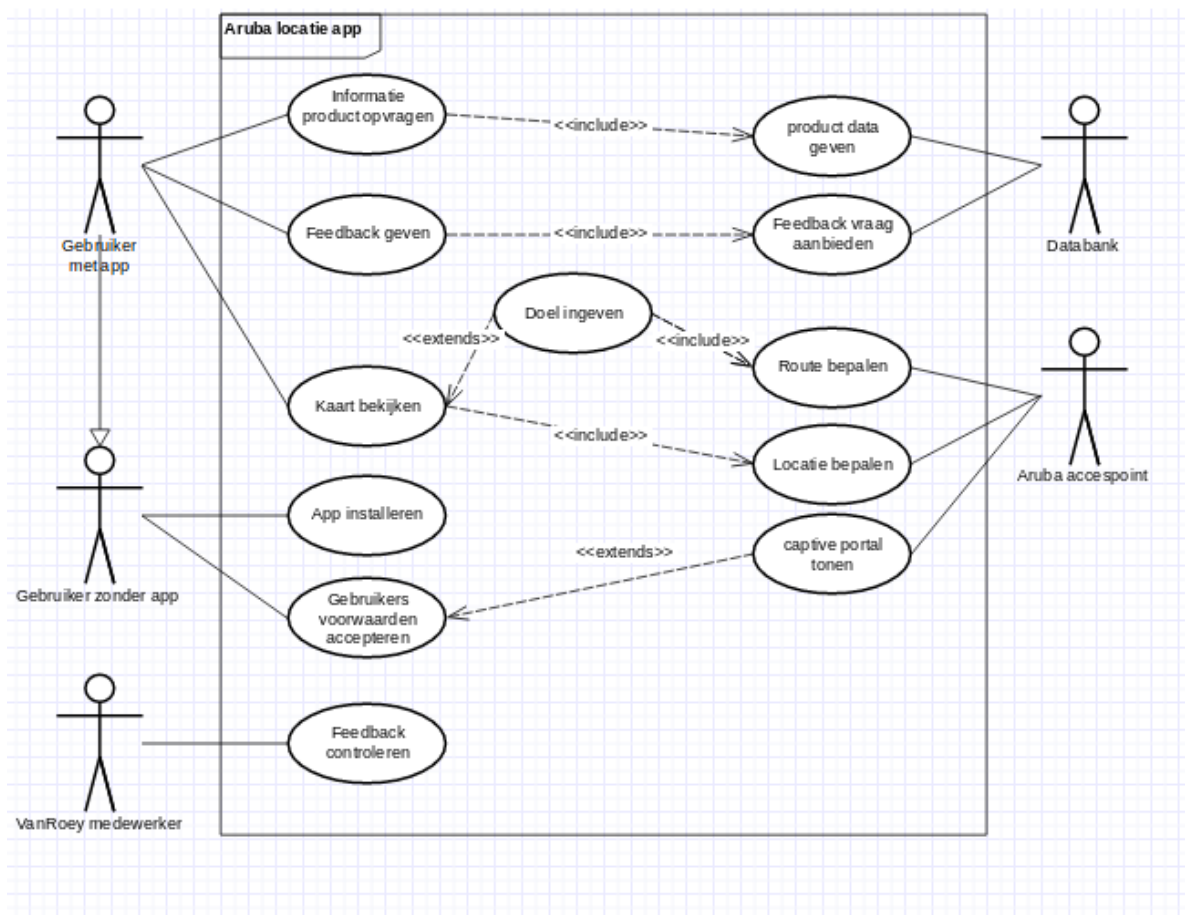 Aruba locatie app
Informatie
product opvragen
<<include>>
product data
geven
Gebruiker
met app
Feedback geven
<<include>>
Feedback vraag
aanbieden
Databank
Doel ingeven
<<extends>>
<<include>>
Route bepalen
Kaart bekijken
<<include>>
Locatie bepalen
Aruba accespoint
App installeren
<<extends>>
captive portal
tonen
Gebruiker zonder app
Gebruikers
voorwaarden
accepteren
Feedback
controleren
VanRoey medewerker